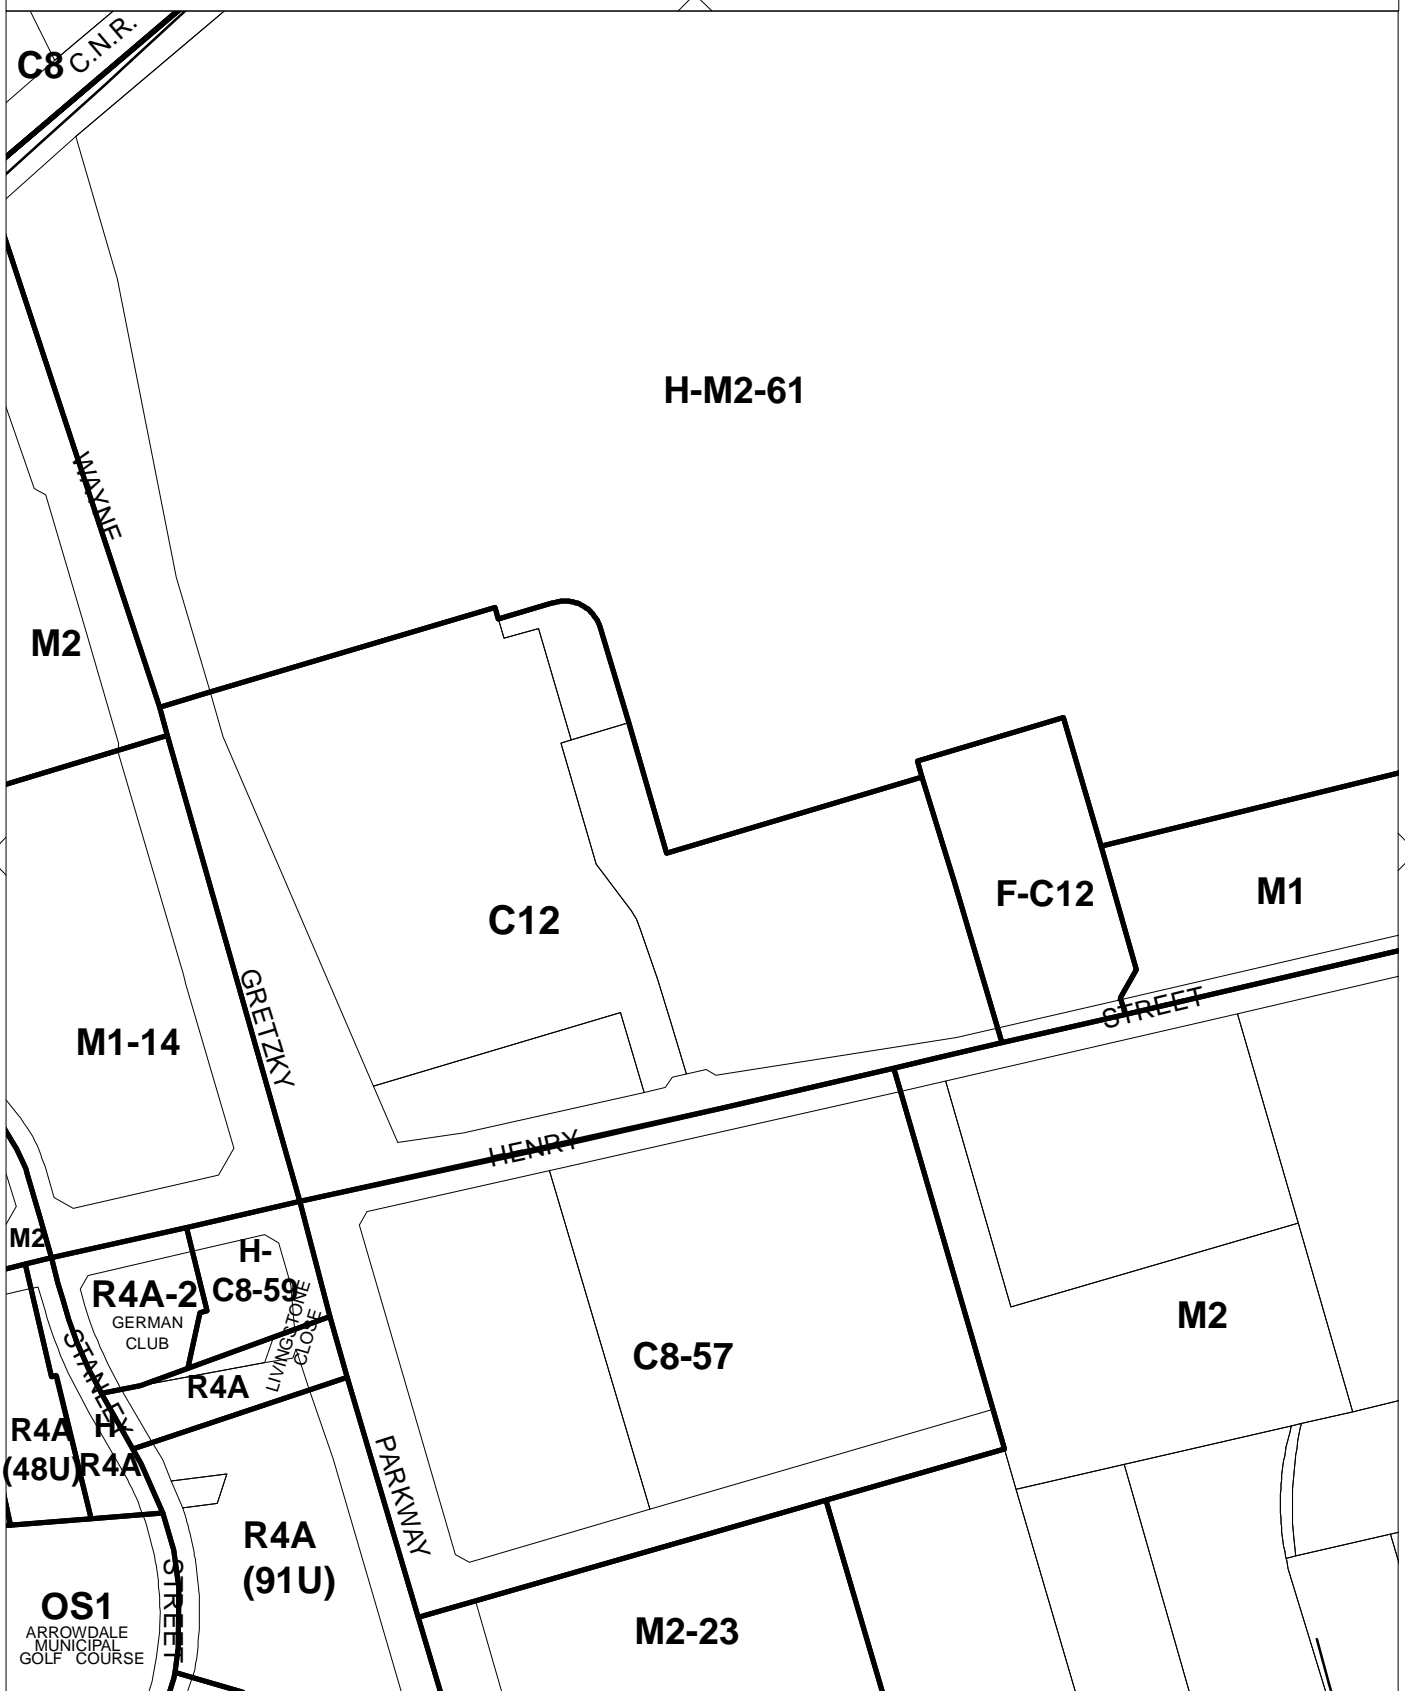 C8
C.N.R.
H-M2-61
WAYNE
M2
F-C12
M1
C12
GRETZKY
STREET
M1-14
HENRY
M2
H-
C8-59
R4A-2
GERMAN
CLUB
LIVINGSTONE
CLOSE
M2
C8-57
STANLEY
R4A
R4A
(48U)
H-
R4A
PARKWAY
R4A
(91U)
STREET
OS1
ARROWDALE
MUNICIPAL
GOLF COURSE
M2-23